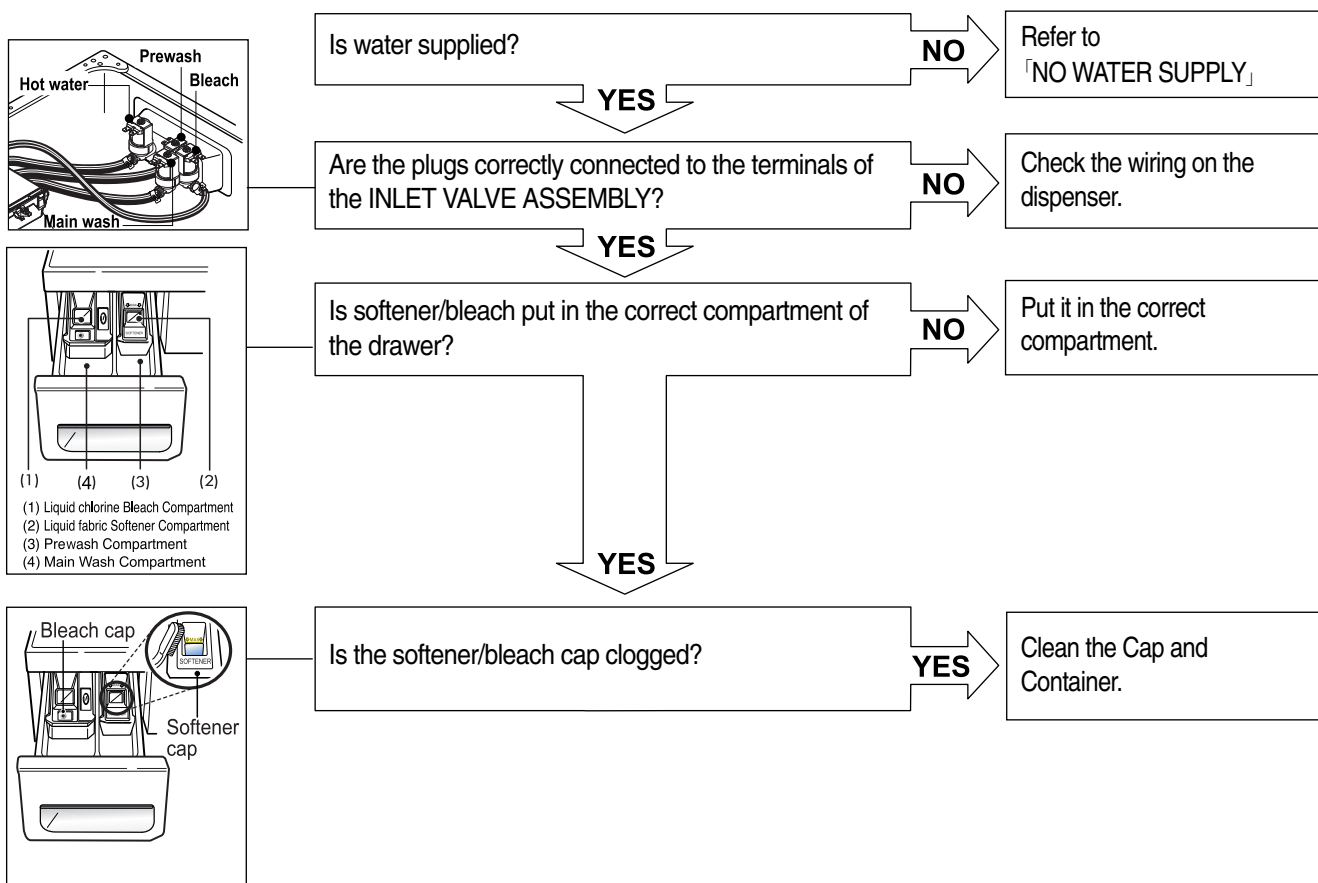 Prewash
Bleach
Hot water
Main wash
Is water supplied?
NO
Refer to
「NO WATER SUPPLY」
YES
Are the plugs correctly connected to the terminals of
the INLET VALVE ASSEMBLY?
NO
Check the wiring on the
dispenser.
YES
SOFTENER
(1) (4) (3) (2)
(1) Liquid chlorine Bleach Compartment
(2) Liquid fabric Softener Compartment
(3) Prewash Compartment
(4) Main Wash Compartment
Is softener/bleach put in the correct compartment of
the drawer?
NO
Put it in the correct
compartment.
YES
Bleach cap
MAX
SOFTENER
Softener
cap
Is the softener/bleach cap clogged?
YES
Clean the Cap and
Container.